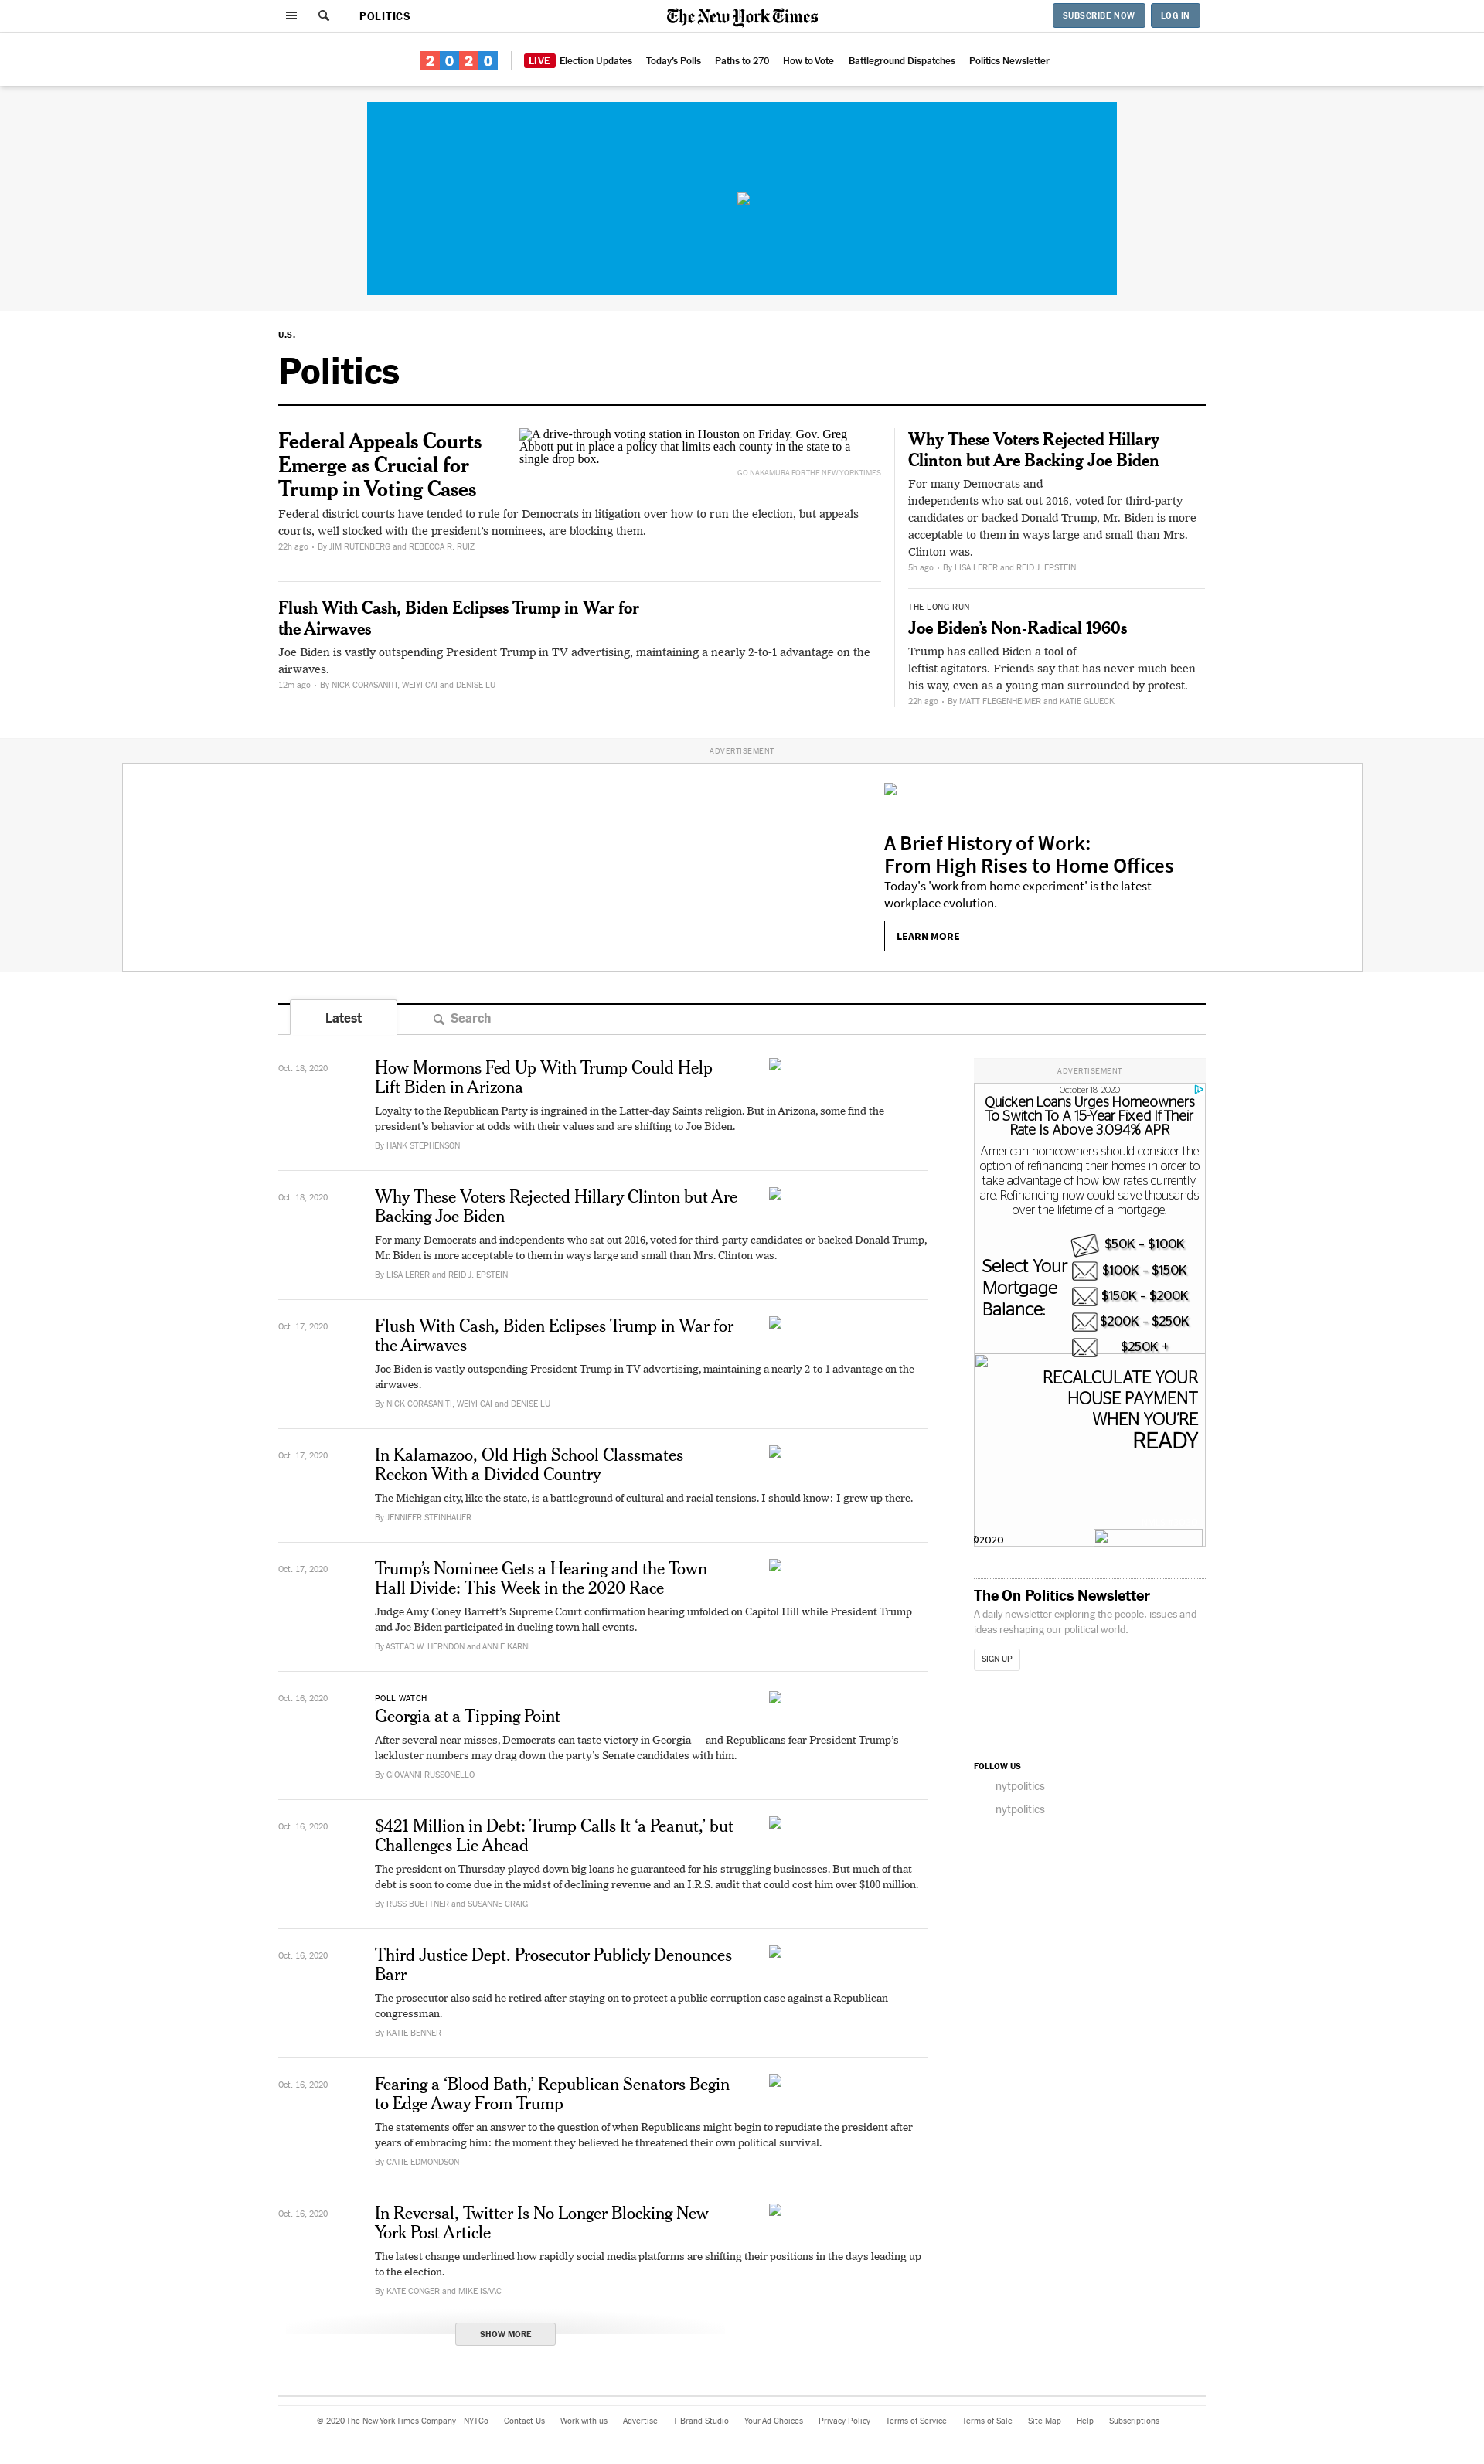 POLITICS
The New York Times
SUBSCRIBE NOW
LOG IN
2020
LIVE Election Updates
Today's Polls
Paths to 270
How to Vote
Battleground Dispatches
Politics Newsletter
U.S.
Politics
Federal Appeals Courts
Emerge as Crucial for
Trump in Voting Cases
A drive-through voting station in Houston on Friday. Gov. Greg
Abbott put in place a policy that limits each county in the state to a
single drop box.
GO NAKAMURA FOR THE NEW YORK TIMES
Federal district courts have tended to rule for Democrats in litigation over how to run the election, but appeals
courts, well stocked with the president's nominees, are blocking them.
22h ago • By JIM RUTENBERG and REBECCA R. RUIZ
Flush With Cash, Biden Eclipses Trump in War for
the Airwaves
Joe Biden is vastly outspending President Trump in TV advertising, maintaining a nearly 2-to-1 advantage on the
airwaves.
12m ago • By NICK CORASANITI, WEIYI CAI and DENISE LU
Why These Voters Rejected Hillary
Clinton but Are Backing Joe Biden
For many Democrats and
independents who sat out 2016, voted for third-party
candidates or backed Donald Trump, Mr. Biden is more
acceptable to them in ways large and small than Mrs.
Clinton was.
5h ago • By LISA LERER and REID J. EPSTEIN
THE LONG RUN
Joe Biden's Non-Radical 1960s
Trump has called Biden a tool of
leftist agitators. Friends say that has never much been
his way, even as a young man surrounded by protest.
22h ago • By MATT FLEGENHEIMER and KATIE GLUECK
ADVERTISEMENT
A Brief History of Work:
From High Rises to Home Offices
Today's 'work from home experiment' is the latest
workplace evolution.
LEARN MORE
Latest
Search
Oct. 18, 2020
How Mormons Fed Up With Trump Could Help
Lift Biden in Arizona
Loyalty to the Republican Party is ingrained in the Latter-day Saints religion. But in Arizona, some find the
president's behavior at odds with their values and are shifting to Joe Biden.
By HANK STEPHENSON
Oct. 18, 2020
Why These Voters Rejected Hillary Clinton but Are
Backing Joe Biden
For many Democrats and independents who sat out 2016, voted for third-party candidates or backed Donald Trump,
Mr. Biden is more acceptable to them in ways large and small than Mrs. Clinton was.
By LISA LERER and REID J. EPSTEIN
Oct. 17, 2020
Flush With Cash, Biden Eclipses Trump in War for
the Airwaves
Joe Biden is vastly outspending President Trump in TV advertising, maintaining a nearly 2-to-1 advantage on the
airwaves.
By NICK CORASANITI, WEIYI CAI and DENISE LU
Oct. 17, 2020
In Kalamazoo, Old High School Classmates
Reckon With a Divided Country
The Michigan city, like the state, is a battleground of cultural and racial tensions. I should know: I grew up there.
By JENNIFER STEINHAUER
Oct. 17, 2020
Trump's Nominee Gets a Hearing and the Town
Hall Divide: This Week in the 2020 Race
Judge Amy Coney Barrett's Supreme Court confirmation hearing unfolded on Capitol Hill while President Trump
and Joe Biden participated in dueling town hall events.
By ASTEAD W. HERNDON and ANNIE KARNI
Oct. 16, 2020
POLL WATCH
Georgia at a Tipping Point
After several near misses, Democrats can taste victory in Georgia — and Republicans fear President Trump's
lackluster numbers may drag down the party's Senate candidates with him.
By GIOVANNI RUSSONELLO
Oct. 16, 2020
$421 Million in Debt: Trump Calls It 'a Peanut,' but
Challenges Lie Ahead
The president on Thursday played down big loans he guaranteed for his struggling businesses. But much of that
debt is soon to come due in the midst of declining revenue and an I.R.S. audit that could cost him over $100 million.
By RUSS BUETTNER and SUSANNE CRAIG
Oct. 16, 2020
Third Justice Dept. Prosecutor Publicly Denounces
Barr
The prosecutor also said he retired after staying on to protect a public corruption case against a Republican
congressman.
By KATIE BENNER
Oct. 16, 2020
Fearing a 'Blood Bath,' Republican Senators Begin
to Edge Away From Trump
The statements offer an answer to the question of when Republicans might begin to repudiate the president after
years of embracing him: the moment they believed he threatened their own political survival.
By CATIE EDMONDSON
Oct. 16, 2020
In Reversal, Twitter Is No Longer Blocking New
York Post Article
The latest change underlined how rapidly social media platforms are shifting their positions in the days leading up
to the election.
By KATE CONGER and MIKE ISAAC
SHOW MORE
ADVERTISEMENT
October 18, 2020
Quicken Loans Urges Homeowners
To Switch To A 15-Year Fixed If Their
Rate Is Above 3.094% APR
American homeowners should consider the
option of refinancing their homes in order to
take advantage of how low rates currently
are. Refinancing now could save thousands
over the lifetime of a mortgage.
Select Your
Mortgage
Balance:
$50K - $100K
$100K - $150K
$150K - $200K
$200K - $250K
$250K +
RECALCULATE YOUR
HOUSE PAYMENT
WHEN YOU'RE
READY
©2020
The On Politics Newsletter
A daily newsletter exploring the people, issues and
ideas reshaping our political world.
SIGN UP
FOLLOW US
nytpolitics
nytpolitics
© 2020 The New York Times Company
NYTCo
Contact Us
Work with us
Advertise
T Brand Studio
Your Ad Choices
Privacy Policy
Terms of Service
Terms of Sale
Site Map
Help
Subscriptions